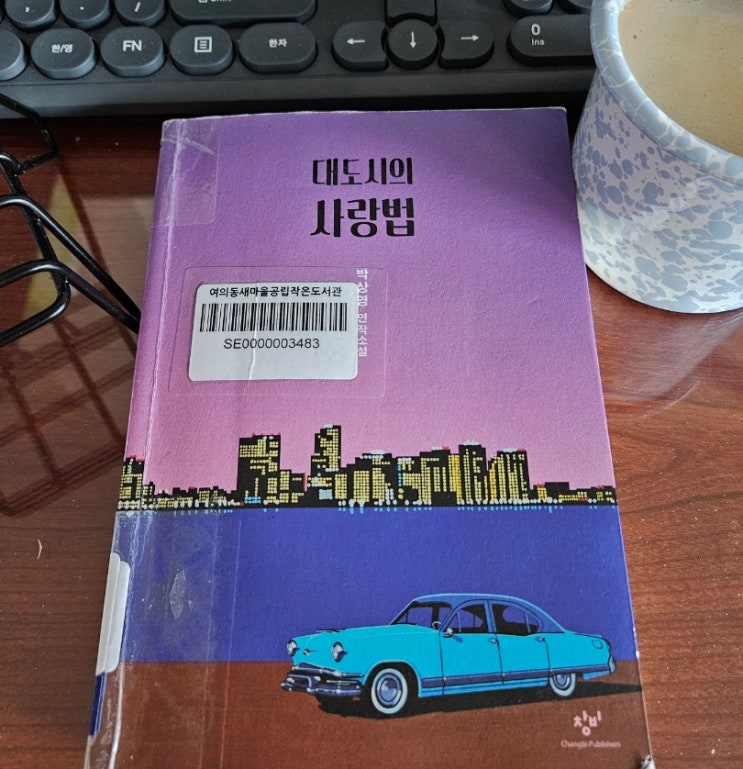 한/영
FN
한자
←
↓
→
0
Ins
대도시의
사랑법
박상영 연작소설
여의동새마을공립작은도서관
SE0000003483
창비
Changbi Publishers